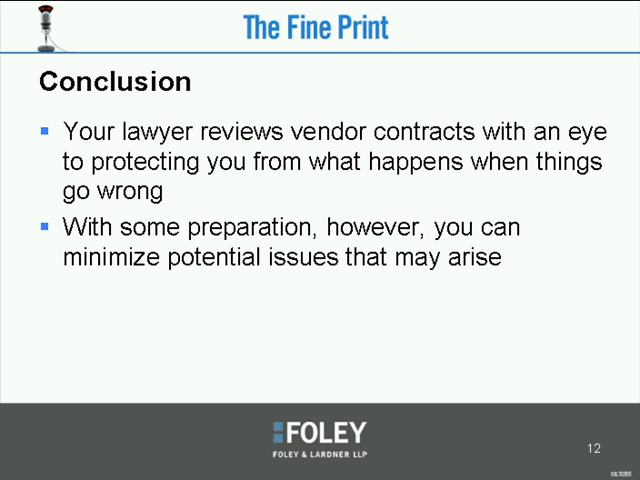 The Fine Print
Conclusion
Your lawyer reviews vendor contracts with an eye
to protecting you from what happens when things
go wrong
With some preparation, however, you can
minimize potential issues that may arise
FOLEY
FOLEY & LARDNER LLP
12